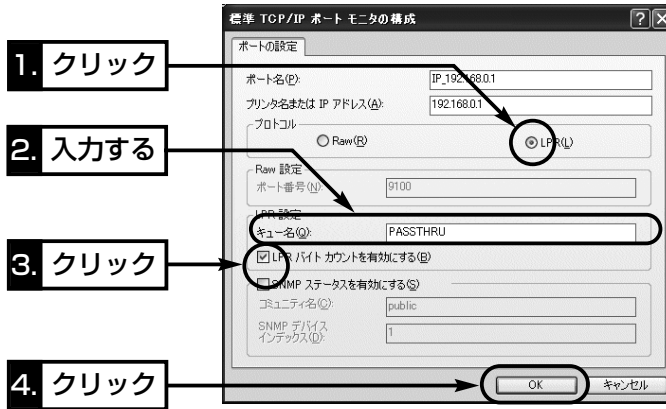 標準 TCP/IP ポート モニタの構成
ポートの設定
1. クリック
ポート名(P):
IP_192.168.0.1
プリンタ名または IP アドレス(A):
192.168.0.1
プロトコル
Raw(R)
LPR(L)
2. 入力する
Raw 設定
ポート番号(N):
9100
LPR 設定
キュー名(Q):
PASSTHRU
3. クリック
LPR バイト カウントを有効にする(B)
SNMP ステータスを有効にする(S)
コミュニティ名(C):
public
SNMP デバイス
インデックス(D):
1
4. クリック
OK
キャンセル